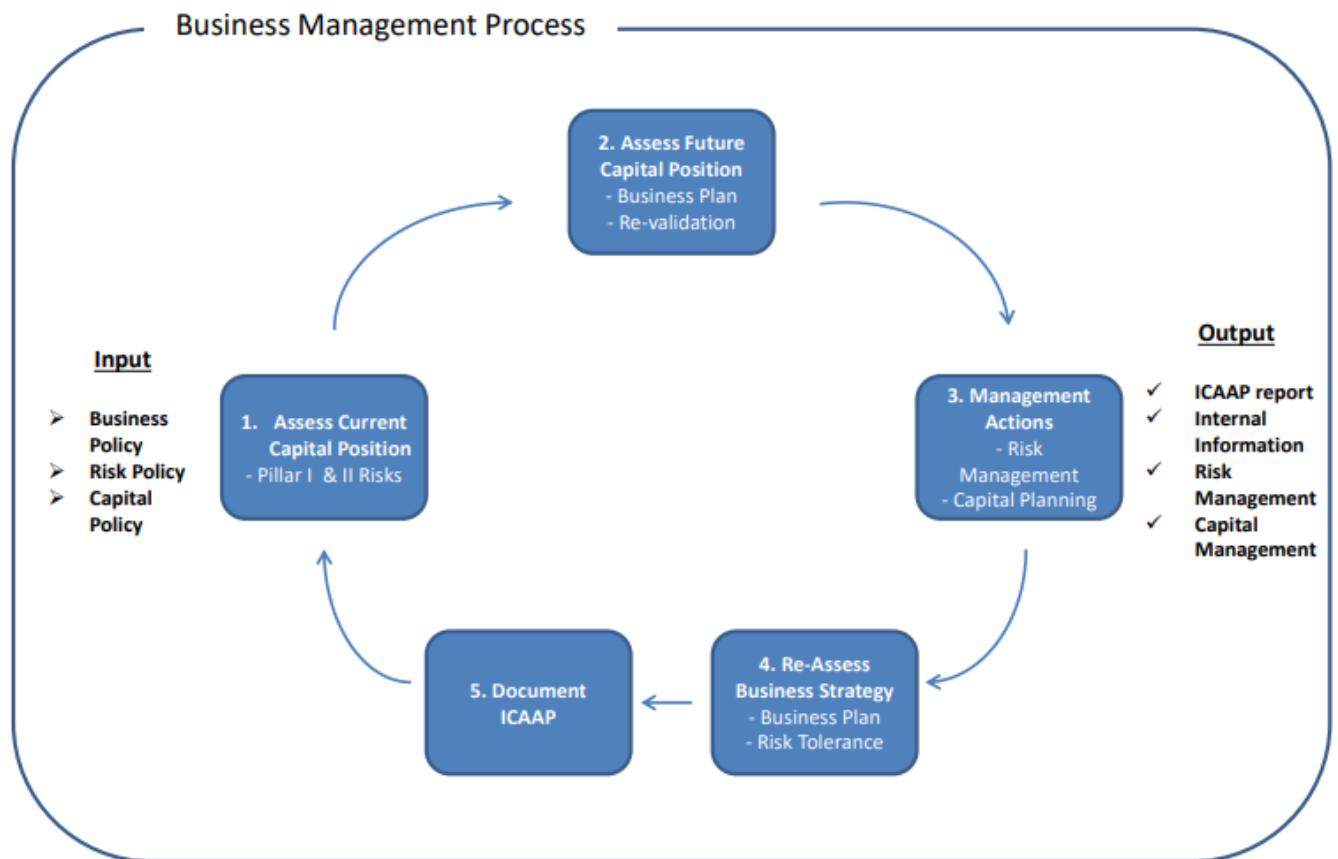 Business Management Process
2. Assess Future
Capital Position
- Business Plan
- Re-validation
Input
➢ Business
Policy
➢ Risk Policy
➢ Capital
Policy
1. Assess Current
Capital Position
- Pillar I & II Risks
3. Management
Actions
- Risk
Management
- Capital Planning
Output
✓ ICAAP report
✓ Internal
Information
✓ Risk
Management
✓ Capital
Management
4. Re-Assess
Business Strategy
- Business Plan
- Risk Tolerance
5. Document
ICAAP